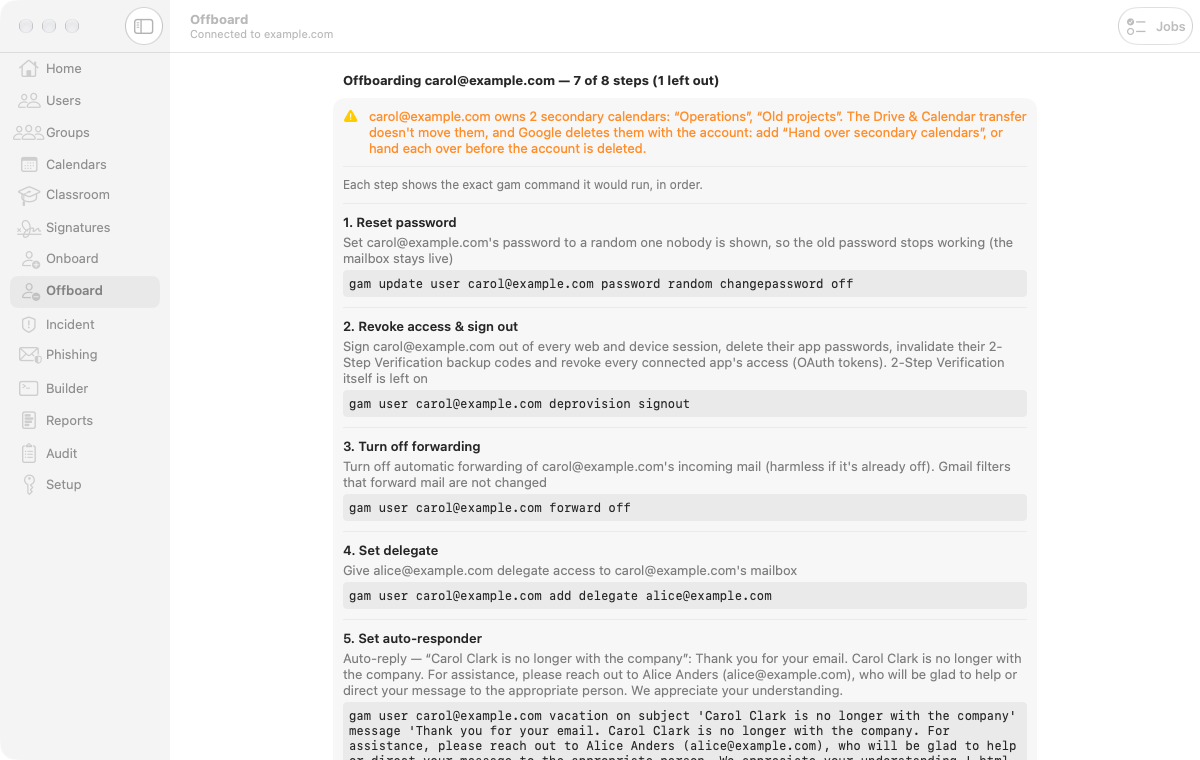 Offboard
Connected to example.com
Jobs
Home
Users
Groups
Calendars
Classroom
Signatures
Onboard
Offboard
Incident
Phishing
Builder
Reports
Audit
Setup
Offboarding carol@example.com — 7 of 8 steps (1 left out)
carol@example.com owns 2 secondary calendars: “Operations”, “Old projects”. The Drive & Calendar transfer
doesn't move them, and Google deletes them with the account: add “Hand over secondary calendars”, or
hand each over before the account is deleted.
Each step shows the exact gam command it would run, in order.
1. Reset password
Set carol@example.com's password to a random one nobody is shown, so the old password stops working (the
mailbox stays live)
gam update user carol@example.com password random changepassword off
2. Revoke access & sign out
Sign carol@example.com out of every web and device session, delete their app passwords, invalidate their 2-
Step Verification backup codes and revoke every connected app's access (OAuth tokens). 2-Step Verification
itself is left on
gam user carol@example.com deprovision signout
3. Turn off forwarding
Turn off automatic forwarding of carol@example.com's incoming mail (harmless if it's already off). Gmail filters
that forward mail are not changed
gam user carol@example.com forward off
4. Set delegate
Give alice@example.com delegate access to carol@example.com's mailbox
gam user carol@example.com add delegate alice@example.com
5. Set auto-responder
Auto-reply — “Carol Clark is no longer with the company”: Thank you for your email. Carol Clark is no longer with
the company. For assistance, please reach out to Alice Anders (alice@example.com), who will be glad to help or
direct your message to the appropriate person. We appreciate your understanding.
gam user carol@example.com vacation on subject 'Carol Clark is no longer with the company'
message 'Thank you for your email. Carol Clark is no longer with the company. For
assistance, please reach out to Alice Anders (alice@example.com), who will be glad to help
or direct your message to the appropriate person. We appreciate your understanding.' html